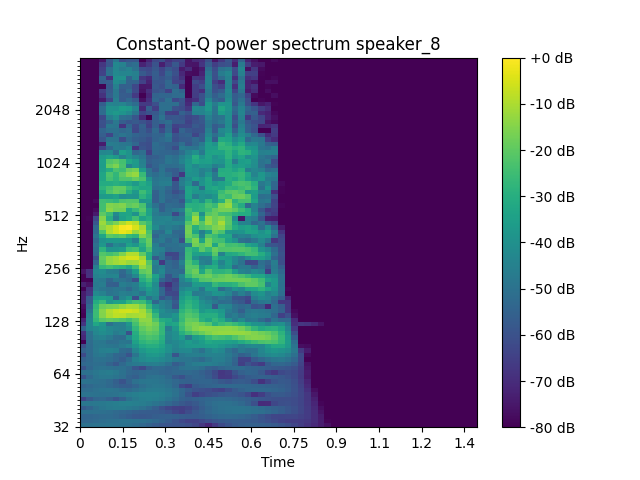 Constant-Q power spectrum speaker_8
Hz
2048
1024
512
256
128
64
32
0 0.15 0.3 0.45 0.6 0.75 0.9 1.1 1.2 1.4
Time
+0 dB
-10 dB
-20 dB
-30 dB
-40 dB
-50 dB
-60 dB
-70 dB
-80 dB